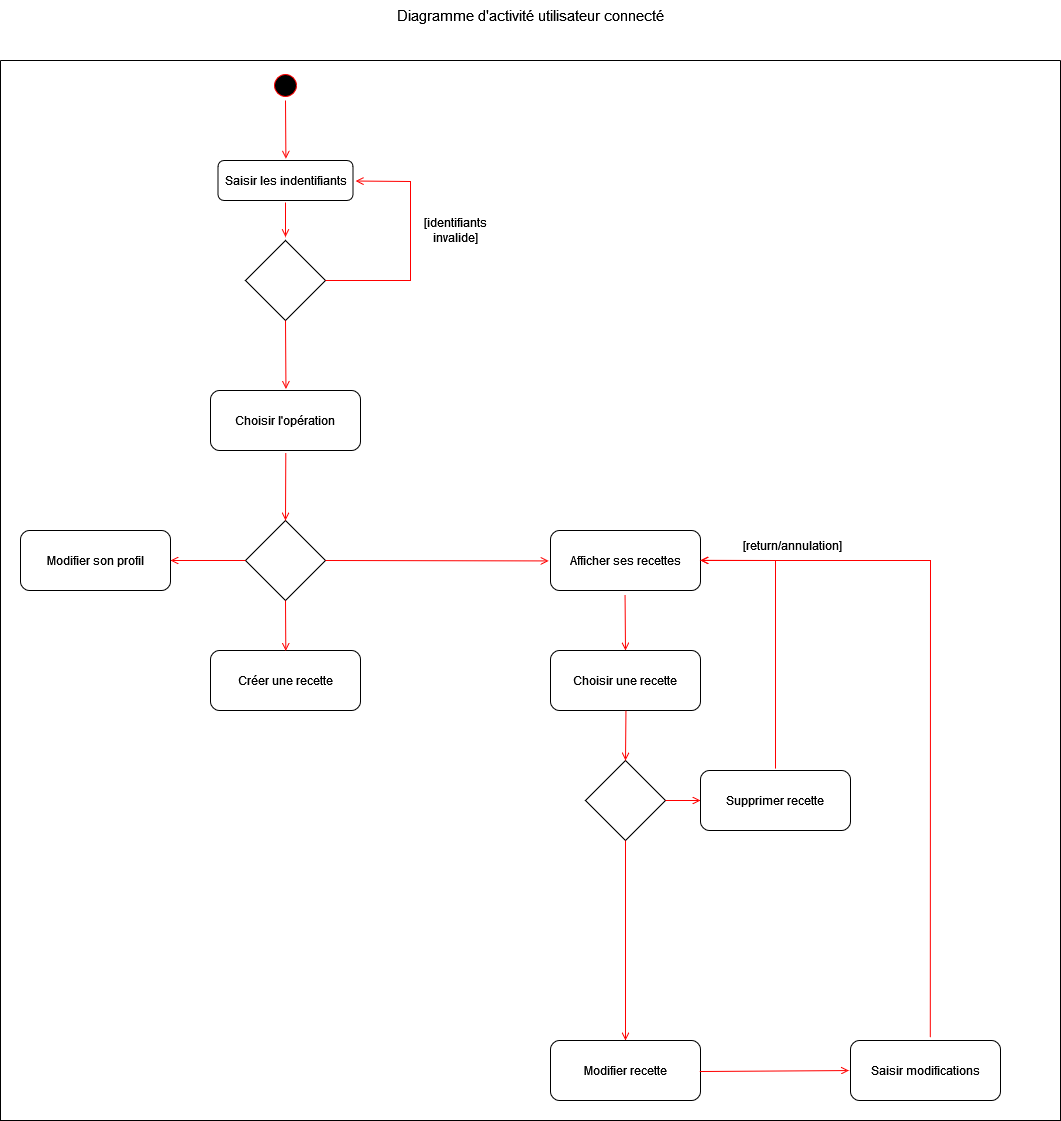 Diagramme d'activité utilisateur connecté
Saisir les indentifiants
[identifiants
invalide]
Choisir l'opération
Modifier son profil
Afficher ses recettes
[return/annulation]
Créer une recette
Choisir une recette
Supprimer recette
Modifier recette
Saisir modifications